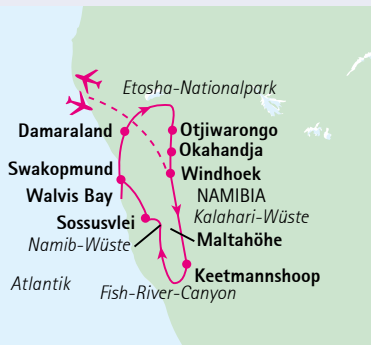 Etosha-Nationalpark
Damaraland
Otjiwarongo
Okahandja
Swakopmund
Windhoek
Walvis Bay
NAMIBIA
Kalahari-Wüste
Sossusvlei
Namib-Wüste
Maltahöhe
Keetmannshoop
Atlantik
Fish-River-Canyon